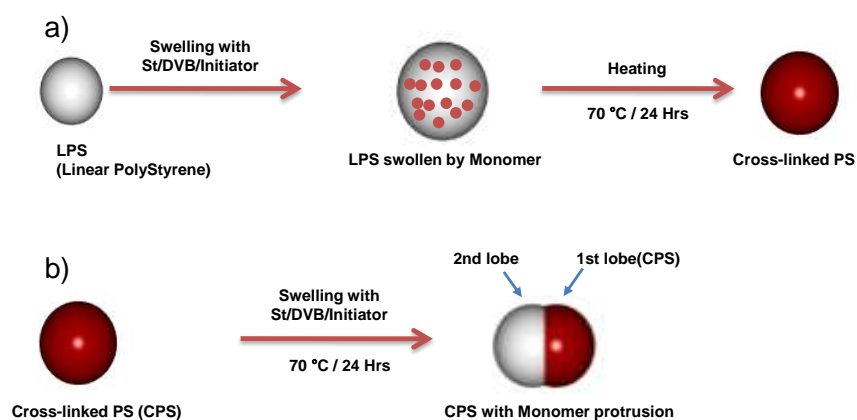 a)
Swelling with
St/DVB/Initiator
Heating
70 °C / 24 Hrs
LPS
(Linear PolyStyrene)
LPS swollen by Monomer
Cross-linked PS
b)
2nd lobe
1st lobe(CPS)
Swelling with
St/DVB/Initiator
70 °C / 24 Hrs
Cross-linked PS (CPS)
CPS with Monomer protrusion